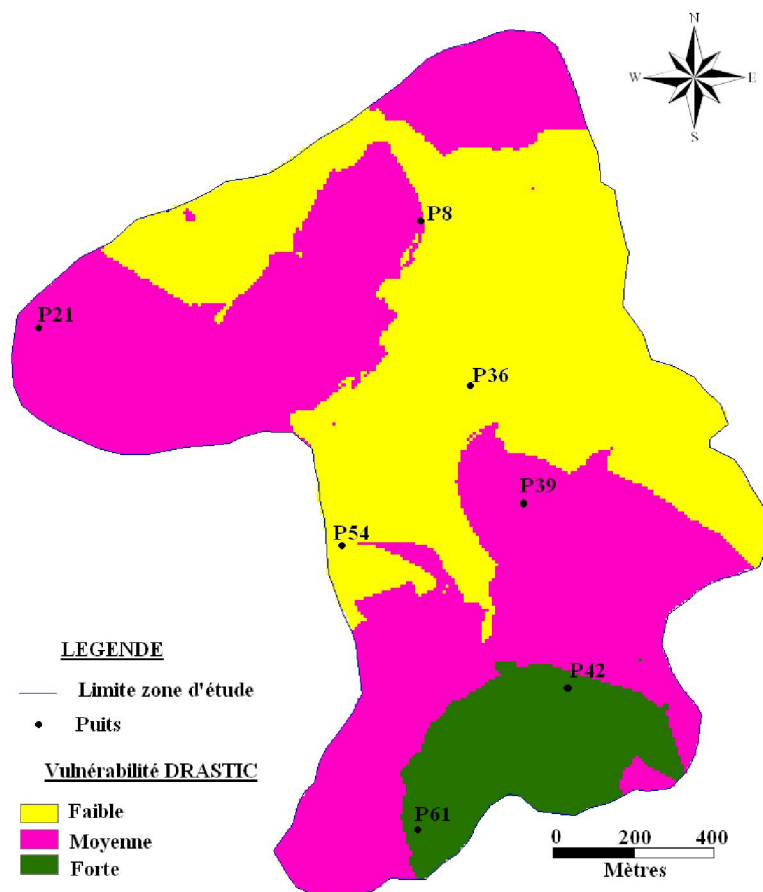 N
W E
S
P8
P21
P36
P39
P54
P42
P61
LEGENDE
Limite zone d'étude
Puits
Vulnérabilité DRASTIC
Faible
Moyenne
Forte
0 200 400
Mètres